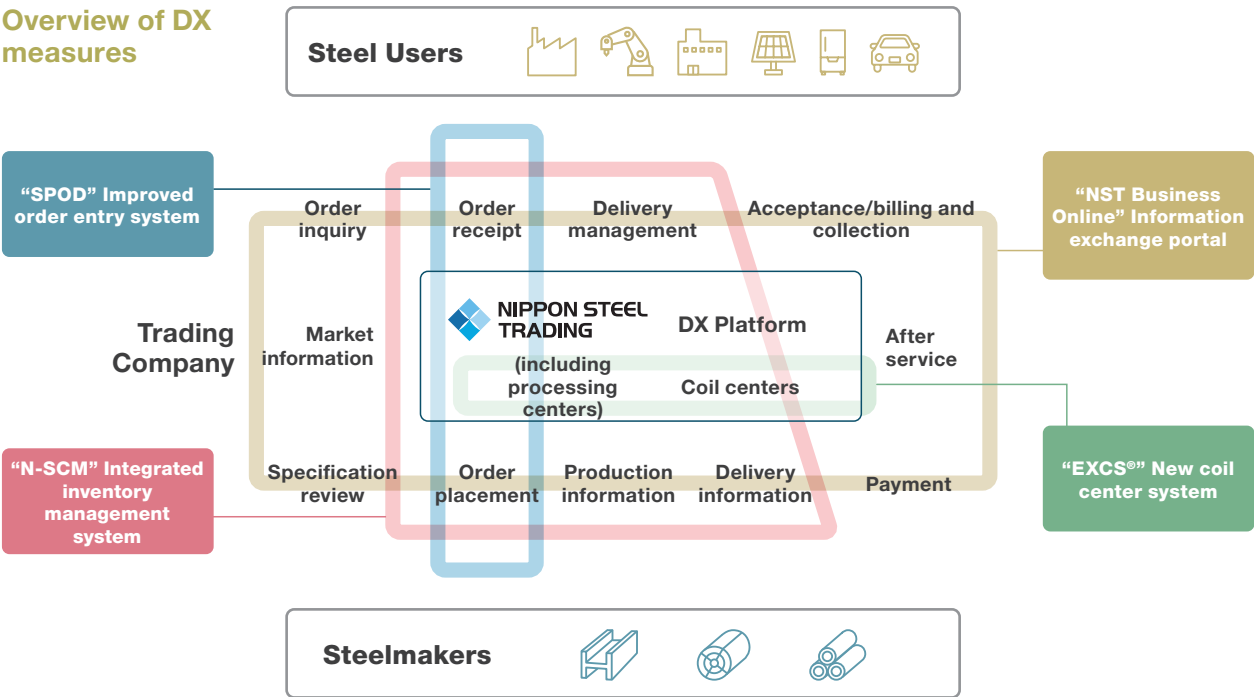 Overview of DX
measures
Steel Users
“SPOD” Improved
order entry system
“NST Business
Online” Information
exchange portal
Order
inquiry
Order
receipt
Delivery
management
Acceptance/billing and
collection
Trading
Company
Market
information
NIPPON STEEL
TRADING
DX Platform
(including
processing
centers)
Coil centers
After
service
“N-SCM” Integrated
inventory
management
system
Specification
review
Order
placement
Production
information
Delivery
information
Payment
“EXCS®” New coil
center system
Steelmakers